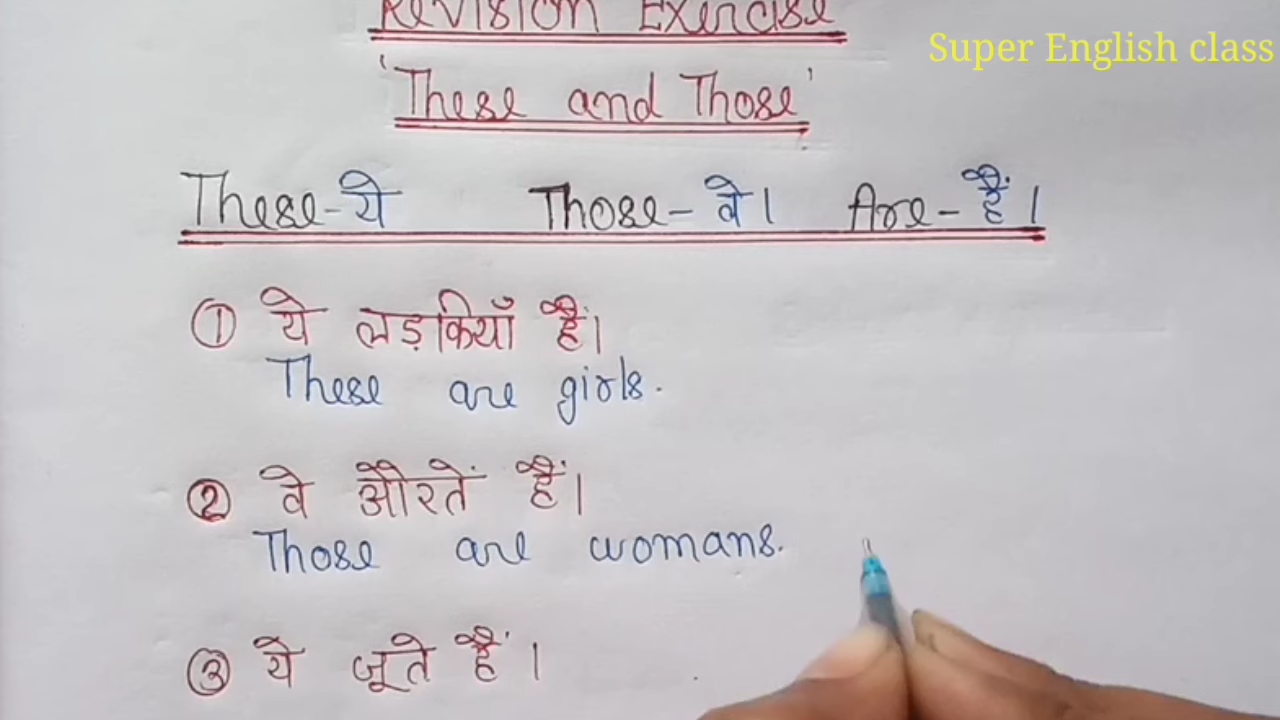 Revision Exercise
Super English class
'These and Those'
These-ये Those-वे। Are-हैं।
① ये लड़कियाँ हैं।
These are girls.
② वे औरतें हैं।
Those are womans.
③ ये जूते हैं।